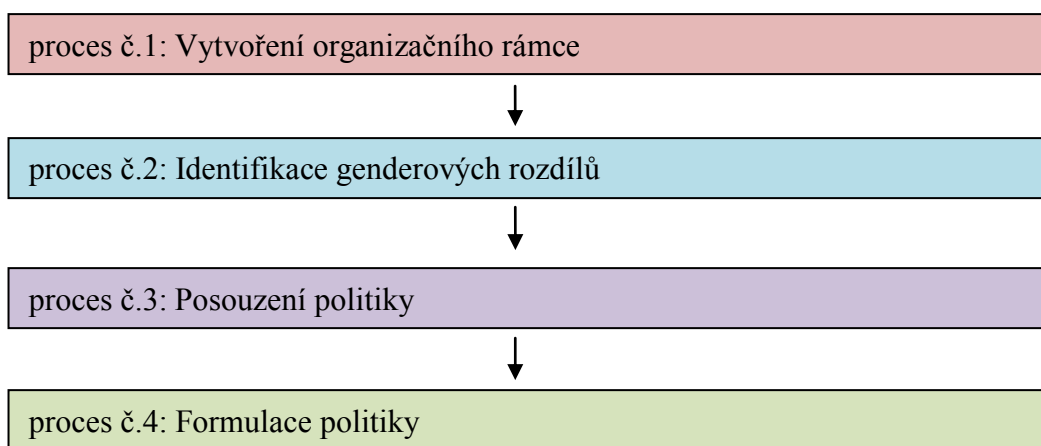 proces č.1: Vytvoření organizačního rámce
proces č.2: Identifikace genderových rozdílů
proces č.3: Posouzení politiky
proces č.4: Formulace politiky